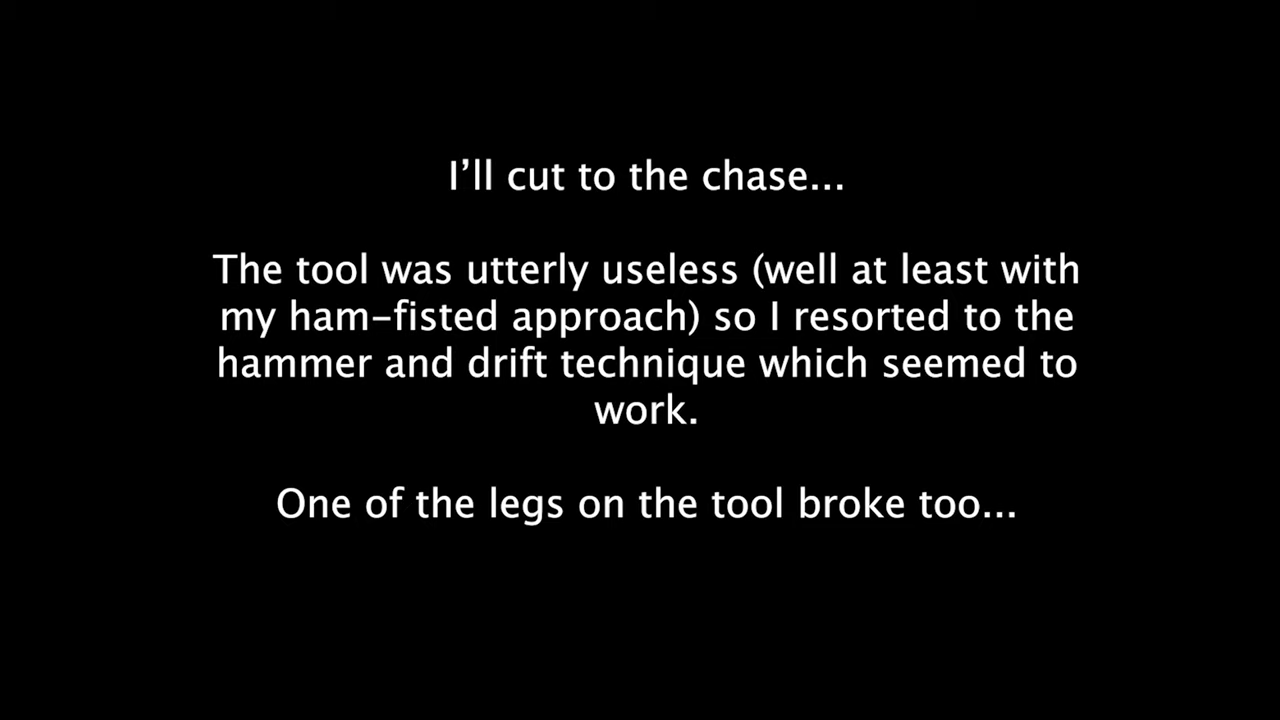 I’ll cut to the chase...
The tool was utterly useless (well at least with
my ham-fisted approach) so I resorted to the
hammer and drift technique which seemed to
work.
One of the legs on the tool broke too...